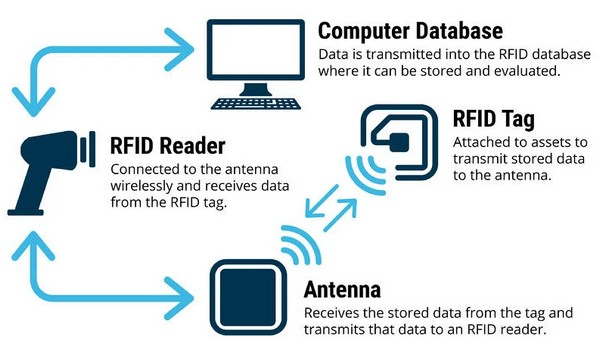 Computer Database
Data is transmitted into the RFID database
where it can be stored and evaluated.
RFID Tag
Attached to assets to
transmit stored data
to the antenna.
RFID Reader
Connected to the antenna
wirelessly and receives data
from the RFID tag.
Antenna
Receives the stored data from the tag and
transmits that data to an RFID reader.